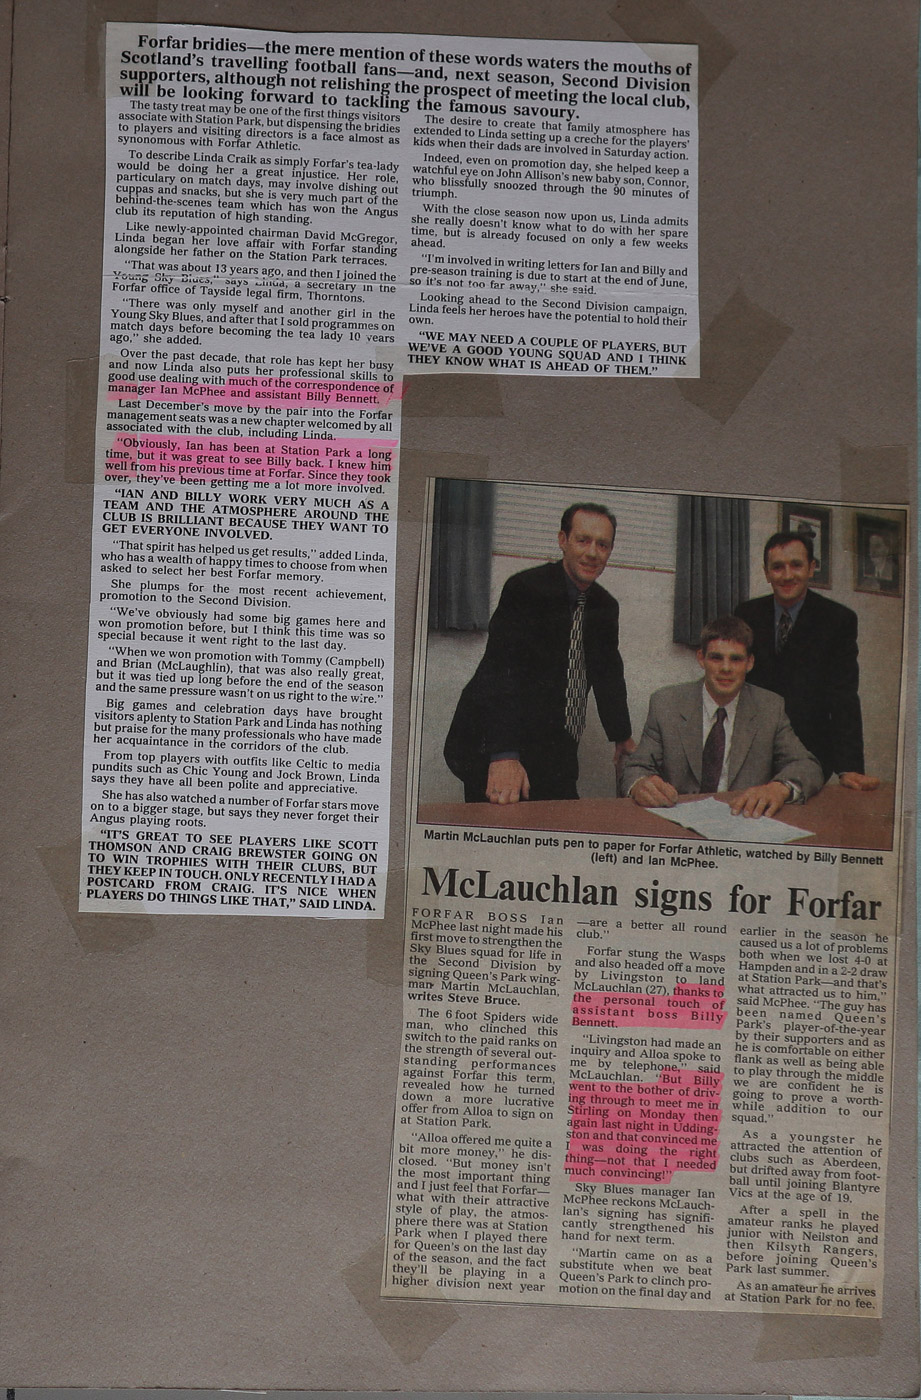 Forfar bridies—the mere mention of these words waters the mouths of
Scotland's travelling football fans—and, next season, Second Division
supporters, although not relishing the prospect of meeting the local club,
will be looking forward to tackling the famous savoury.
The tasty treat may be one of the first things visitors
associate with Station Park, but dispensing the bridies
to players and visiting directors is a face almost as
synonomous with Forfar Athletic.
To describe Linda Craik as simply Forfar's tea-lady
would be doing her a great injustice. Her role,
particulary on match days, may involve dishing out
cuppas and snacks, but she is very much part of the
behind-the-scenes team which has won the Angus
club its reputation of high standing.
Like newly-appointed chairman David McGregor,
Linda began her love affair with Forfar standing
alongside her father on the Station Park terraces.
"That was about 13 years ago, and then I joined the
Young Sky Blues," says Linda, a secretary in the
Forfar office of Tayside legal firm, Thorntons.
"There was only myself and another girl in the
Young Sky Blues, and after that I sold programmes on
match days before becoming the tea lady 10 years
ago," she added.
Over the past decade, that role has kept her busy
and now Linda also puts her professional skills to
good use dealing with much of the correspondence of
manager Ian McPhee and assistant Billy Bennett.
Last December's move by the pair into the Forfar
management seats was a new chapter welcomed by all
associated with the club, including Linda.
"Obviously, Ian has been at Station Park a long
time, but it was great to see Billy back. I knew him
well from his previous time at Forfar. Since they took
over, they've been getting me a lot more involved.
"IAN AND BILLY WORK VERY MUCH AS A
TEAM AND THE ATMOSPHERE AROUND THE
CLUB IS BRILLIANT BECAUSE THEY WANT TO
GET EVERYONE INVOLVED.
"That spirit has helped us get results," added Linda,
who has a wealth of happy times to choose from when
asked to select her best Forfar memory.
She plumps for the most recent achievement,
promotion to the Second Division.
"We've obviously had some big games here and
won promotion before, but I think this time was so
special because it went right to the last day.
"When we won promotion with Tommy (Campbell)
and Brian (McLaughlin), that was also really great,
but it was tied up long before the end of the season
and the same pressure wasn't on us right to the wire."
Big games and celebration days have brought
visitors aplenty to Station Park and Linda has nothing
but praise for the many professionals who have made
her acquaintance in the corridors of the club.
From top players with outfits like Celtic to media
pundits such as Chic Young and Jock Brown, Linda
says they have all been polite and appreciative.
She has also watched a number of Forfar stars move
on to a bigger stage, but says they never forget their
Angus playing roots.
"IT'S GREAT TO SEE PLAYERS LIKE SCOTT
THOMSON AND CRAIG BREWSTER GOING ON
TO WIN TROPHIES WITH THEIR CLUBS, BUT
THEY KEEP IN TOUCH. ONLY RECENTLY I HAD A
POSTCARD FROM CRAIG. IT'S NICE WHEN
PLAYERS DO THINGS LIKE THAT," SAID LINDA.
The desire to create that family atmosphere has
extended to Linda setting up a creche for the players'
kids when their dads are involved in Saturday action.
Indeed, even on promotion day, she helped keep a
watchful eye on John Allison's new baby son, Connor,
who blissfully snoozed through the 90 minutes of
triumph.
With the close season now upon us, Linda admits
she really doesn't know what to do with her spare
time, but is already focused on only a few weeks
ahead.
"I'm involved in writing letters for Ian and Billy and
pre-season training is due to start at the end of June,
so it's not too far away," she said.
Looking ahead to the Second Division campaign,
Linda feels her heroes have the potential to hold their
own.
"WE MAY NEED A COUPLE OF PLAYERS, BUT
WE'VE A GOOD YOUNG SQUAD AND I THINK
THEY KNOW WHAT IS AHEAD OF THEM."
Martin McLauchlan puts pen to paper for Forfar Athletic, watched by Billy Bennett
(left) and Ian McPhee.
McLauchlan signs for Forfar
FORFAR BOSS Ian
McPhee last night made his
first move to strengthen the
Sky Blues squad for life in
the Second Division by
signing Queen's Park wing-
man Martin McLauchlan,
writes Steve Bruce.
The 6 foot Spiders wide
man, who clinched this
switch to the paid ranks on
the strength of several out-
standing performances
against Forfar this term,
revealed how he turned
down a more lucrative
offer from Alloa to sign on
at Station Park.
"Alloa offered me quite a
bit more money," he dis-
closed. "But money isn't
the most important thing
and I just feel that Forfar—
what with their attractive
style of play, the atmos-
phere there was at Station
Park when I played there
for Queen's on the last day
of the season, and the fact
they'll be playing in a
higher division next year
—are a better all round
club."
Forfar stung the Wasps
and also headed off a move
by Livingston to land
McLauchlan (27), thanks to
the personal touch of
assistant boss Billy
Bennett.
"Livingston had made an
inquiry and Alloa spoke to
me by telephone," said
McLauchlan. "But Billy
went to the bother of driv-
ing through to meet me in
Stirling on Monday then
again last night in Udding-
ston and that convinced me
I was doing the right
thing—not that I needed
much convincing!"
Sky Blues manager Ian
McPhee reckons McLauch-
lan's signing has signifi-
cantly strengthened his
hand for next term.
"Martin came on as a
substitute when we beat
Queen's Park to clinch pro-
motion on the final day and
earlier in the season he
caused us a lot of problems
both when we lost 4-0 at
Hampden and in a 2-2 draw
at Station Park—and that's
what attracted us to him,"
said McPhee. "The guy has
been named Queen's
Park's player-of-the-year
by their supporters and as
he is comfortable on either
flank as well as being able
to play through the middle
we are confident he is
going to prove a worth-
while addition to our
squad."
As a youngster he
attracted the attention of
clubs such as Aberdeen,
but drifted away from foot-
ball until joining Blantyre
Vics at the age of 19.
After a spell in the
amateur ranks he played
junior with Neilston and
then Kilsyth Rangers,
before joining Queen's
Park last summer.
As an amateur he arrives
at Station Park for no fee.